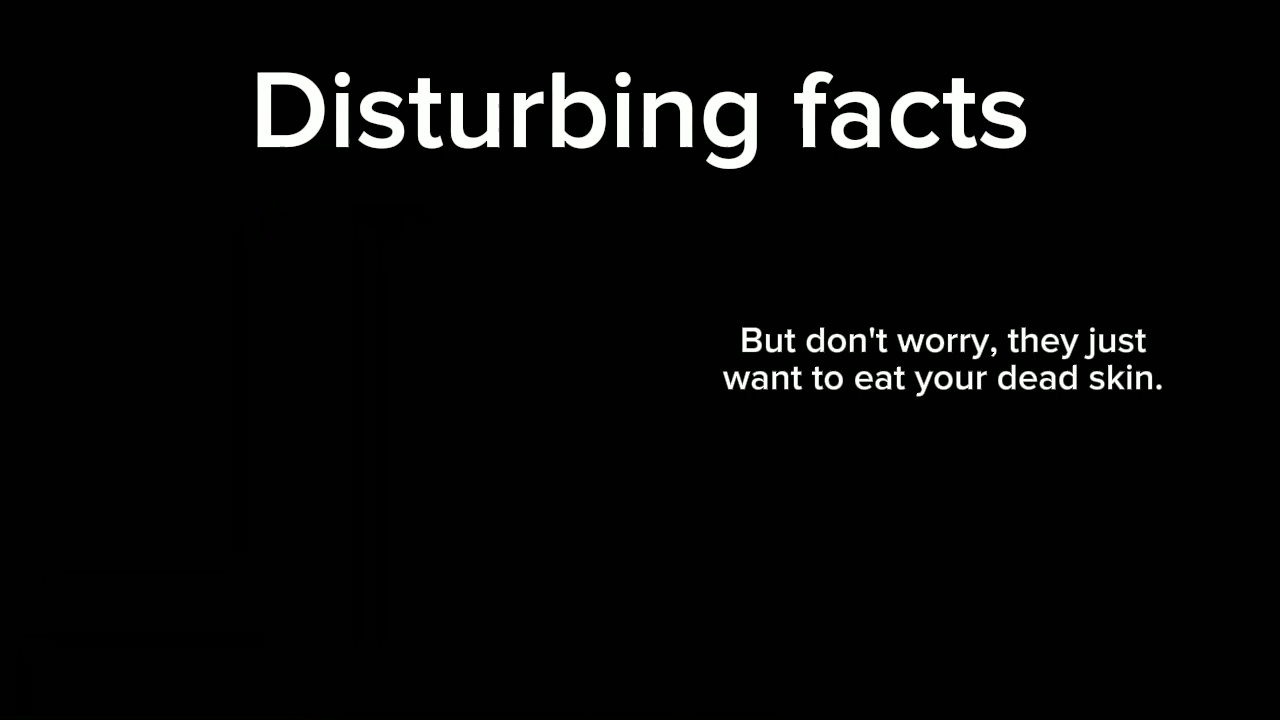 Disturbing facts
But don't worry, they just
want to eat your dead skin.